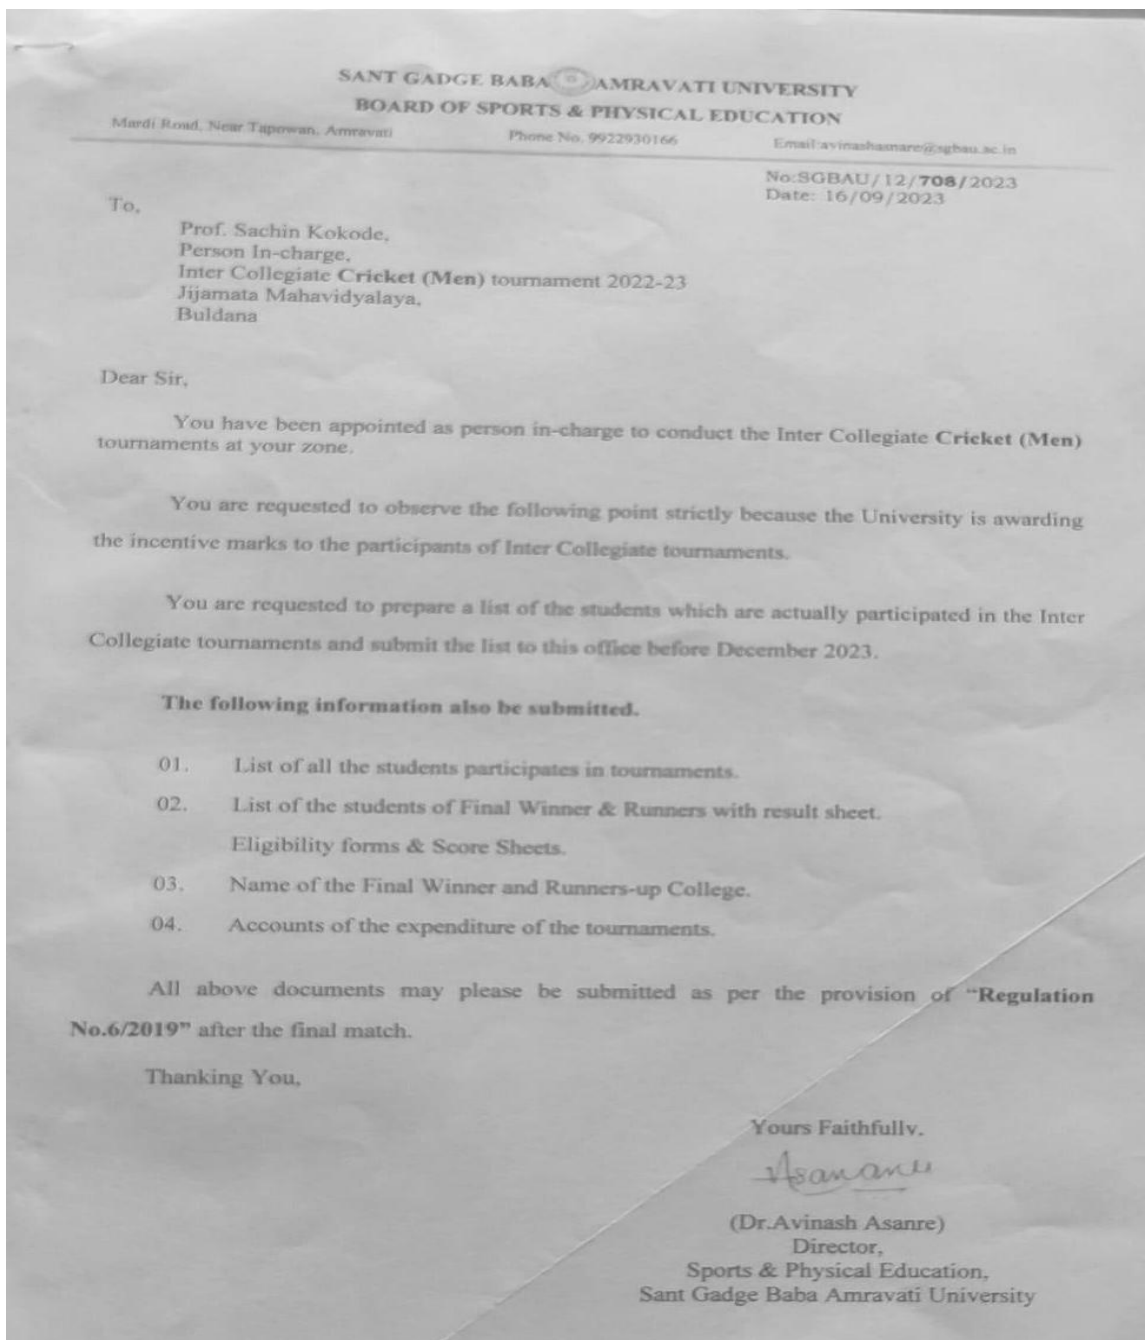 SANT GADGE BABA AMRAVATI UNIVERSITY
BOARD OF SPORTS & PHYSICAL EDUCATION
Mardi Road, Near Tapowan, Amravati Phone No. 9922930166 Email:avinashasnare@sgbau.ac.in
No:SGBAU/12/708/2023
Date: 16/09/2023
To,
Prof. Sachin Kokode,
Person In-charge,
Inter Collegiate Cricket (Men) tournament 2022-23
Jijamata Mahavidyalaya,
Buldana
Dear Sir,
You have been appointed as person in-charge to conduct the Inter Collegiate Cricket (Men)
tournaments at your zone.
You are requested to observe the following point strictly because the University is awarding
the incentive marks to the participants of Inter Collegiate tournaments.
You are requested to prepare a list of the students which are actually participated in the Inter
Collegiate tournaments and submit the list to this office before December 2023.
The following information also be submitted.
01. List of all the students participates in tournaments.
02. List of the students of Final Winner & Runners with result sheet.
Eligibility forms & Score Sheets.
03. Name of the Final Winner and Runners-up College.
04. Accounts of the expenditure of the tournaments.
All above documents may please be submitted as per the provision of “Regulation
No.6/2019” after the final match.
Thanking You,
Yours Faithfully.
(Dr.Avinash Asanre)
Director,
Sports & Physical Education,
Sant Gadge Baba Amravati University